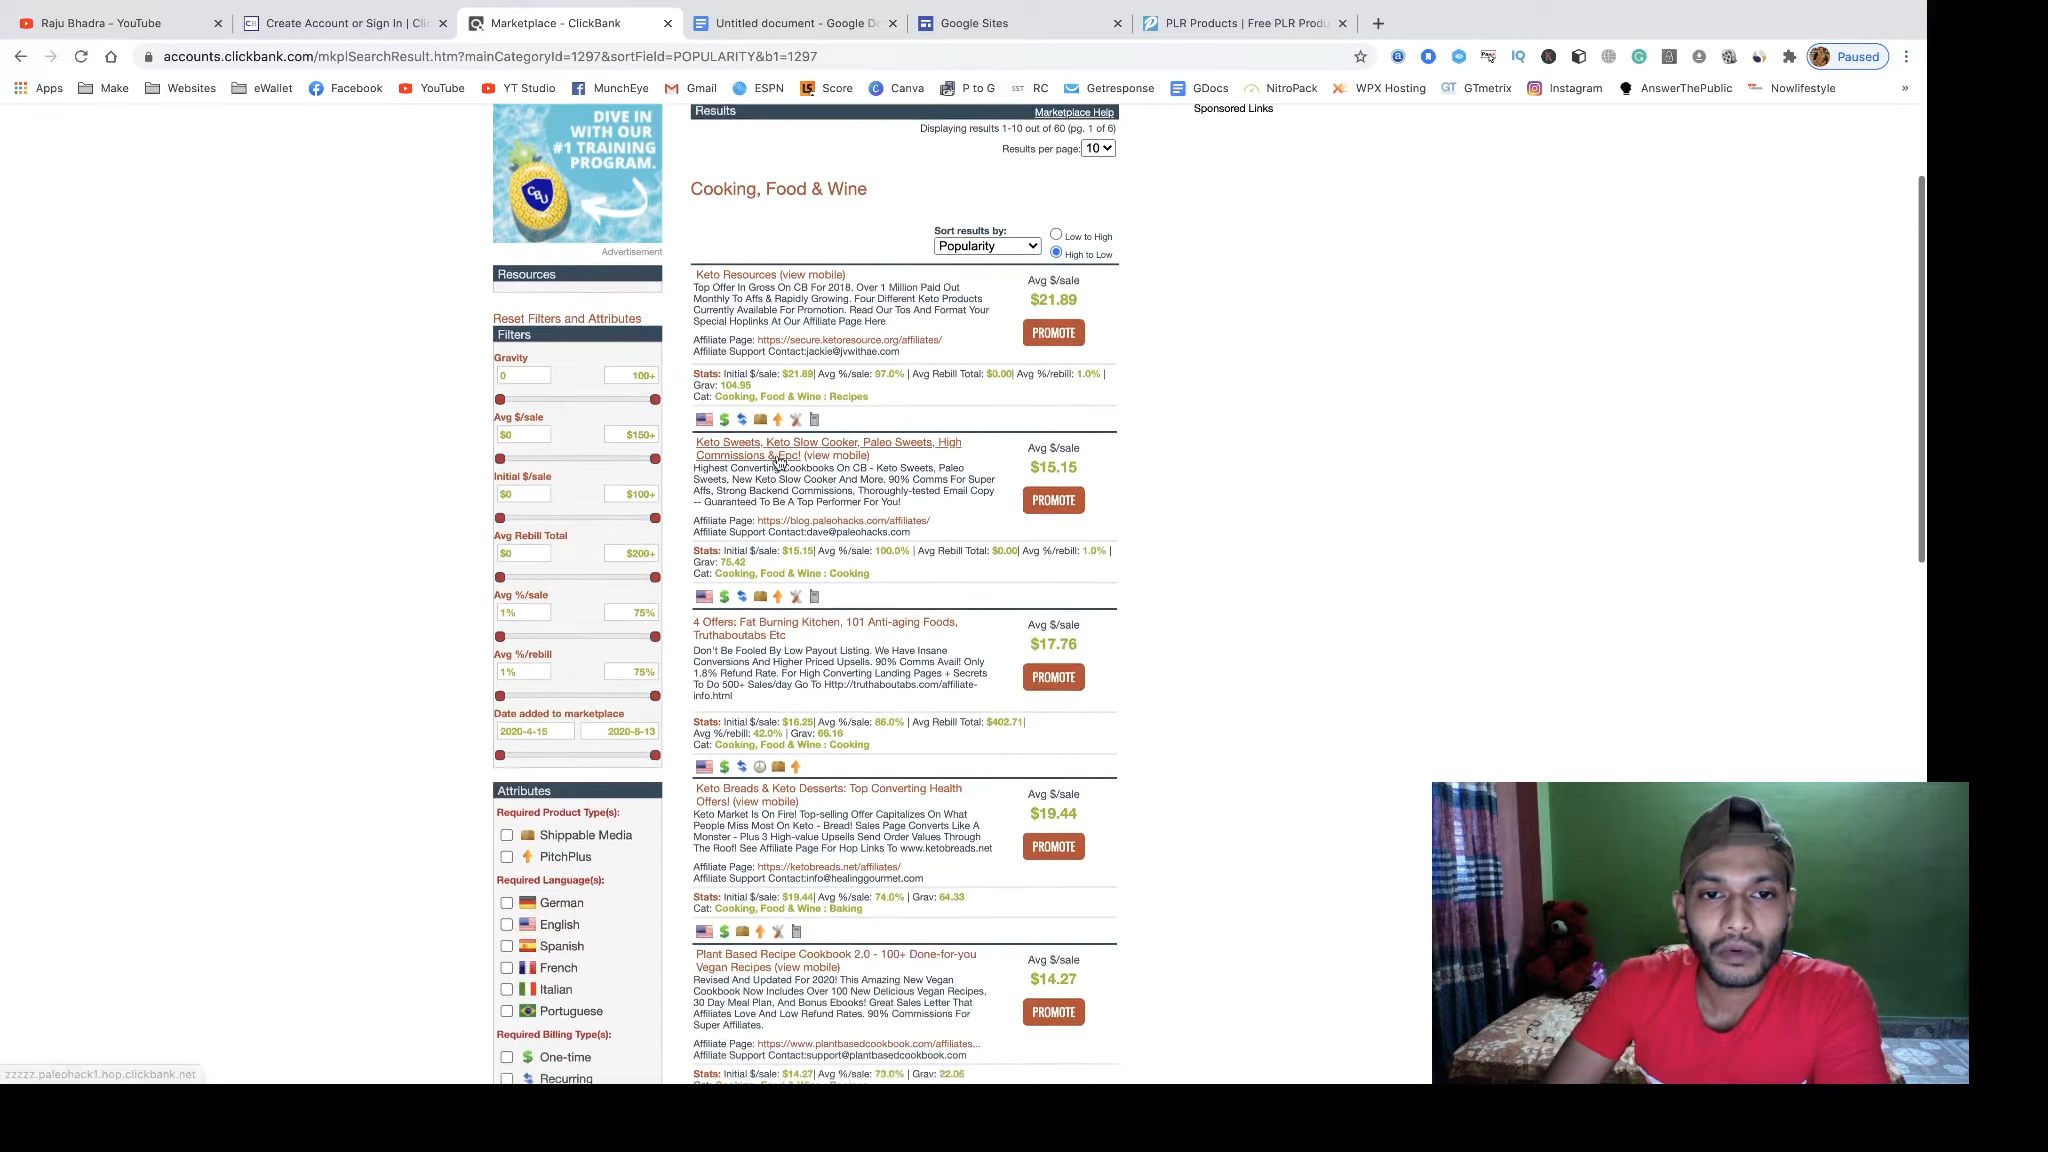 Raju Bhadra - YouTube
Create Account or Sign In | Clic
Marketplace - ClickBank
Untitled document - Google Do
Google Sites
PLR Products | Free PLR Produ
accounts.clickbank.com/mkplSearchResult.htm?mainCategoryId=1297&sortField=POPULARITY&b1=1297
Paused
Apps
Make
Websites
eWallet
Facebook
YouTube
YT Studio
MunchEye
Gmail
ESPN
Score
Canva
P to G
RC
Getresponse
GDocs
NitroPack
WPX Hosting
GTmetrix
Instagram
AnswerThePublic
Nowlifestyle
DIVE IN
WITH OUR
#1 TRAINING
PROGRAM.
CBU
Advertisement
Resources
Reset Filters and Attributes
Filters
Gravity
0
100+
Avg $/sale
$0
$150+
Initial $/sale
$0
$100+
Avg Rebill Total
$0
$200+
Avg %/sale
1%
75%
Avg %/rebill
1%
75%
Date added to marketplace
2020-4-15
2020-8-13
Attributes
Required Product Type(s):
Shippable Media
PitchPlus
Required Language(s):
German
English
Spanish
French
Italian
Portuguese
Required Billing Type(s):
One-time
Recurring
Results
Marketplace Help
Displaying results 1-10 out of 60 (pg. 1 of 6)
Results per page: 10
Cooking, Food & Wine
Sort results by:
Popularity
Low to High
High to Low
Keto Resources (view mobile)
Top Offer In Gross On CB For 2018. Over 1 Million Paid Out
Monthly To Affs & Rapidly Growing. Four Different Keto Products
Currently Available For Promotion. Read Our Tos And Format Your
Special Hoplinks At Our Affiliate Page Here
Affiliate Page: https://secure.ketoresource.org/affiliates/
Affiliate Support Contact:jackie@jvwithae.com
Avg $/sale
$21.89
PROMOTE
Stats: Initial $/sale: $21.89| Avg %/sale: 97.0% | Avg Rebill Total: $0.00| Avg %/rebill: 1.0% |
Grav: 104.95
Cat: Cooking, Food & Wine : Recipes
Keto Sweets, Keto Slow Cooker, Paleo Sweets, High
Commissions & Epc! (view mobile)
Highest Converting Cookbooks On CB - Keto Sweets, Paleo
Sweets, New Keto Slow Cooker And More. 90% Comms For Super
Affs, Strong Backend Commissions, Thoroughly-tested Email Copy
-- Guaranteed To Be A Top Performer For You!
Affiliate Page: https://blog.paleohacks.com/affiliates/
Affiliate Support Contact:dave@paleohacks.com
Avg $/sale
$15.15
PROMOTE
Stats: Initial $/sale: $15.15| Avg %/sale: 100.0% | Avg Rebill Total: $0.00| Avg %/rebill: 1.0% |
Grav: 75.42
Cat: Cooking, Food & Wine : Cooking
4 Offers: Fat Burning Kitchen, 101 Anti-aging Foods,
Truthaboutabs Etc
Don't Be Fooled By Low Payout Listing. We Have Insane
Conversions And Higher Priced Upsells. 90% Comms Avail! Only
1.8% Refund Rate. For High Converting Landing Pages + Secrets
To Do 500+ Sales/day Go To Http://truthaboutabs.com/affiliate-
info.html
Avg $/sale
$17.76
PROMOTE
Stats: Initial $/sale: $16.25| Avg %/sale: 86.0% | Avg Rebill Total: $402.71|
Avg %/rebill: 42.0% | Grav: 66.16
Cat: Cooking, Food & Wine : Cooking
Keto Breads & Keto Desserts: Top Converting Health
Offers! (view mobile)
Keto Market Is On Fire! Top-selling Offer Capitalizes On What
People Miss Most On Keto - Bread! Sales Page Converts Like A
Monster - Plus 3 High-value Upsells Send Order Values Through
The Roof! See Affiliate Page For Hop Links To www.ketobreads.net
Affiliate Page: https://ketobreads.net/affiliates/
Affiliate Support Contact:info@healinggourmet.com
Avg $/sale
$19.44
PROMOTE
Stats: Initial $/sale: $19.44| Avg %/sale: 74.0% | Grav: 64.33
Cat: Cooking, Food & Wine : Baking
Plant Based Recipe Cookbook 2.0 - 100+ Done-for-you
Vegan Recipes (view mobile)
Revised And Updated For 2020! This Amazing New Vegan
Cookbook Now Includes Over 100 New Delicious Vegan Recipes,
30 Day Meal Plan, And Bonus Ebooks! Great Sales Letter That
Affiliates Love And Low Refund Rates. 90% Commissions For
Super Affiliates.
Affiliate Page: https://www.plantbasedcookbook.com/affiliates...
Affiliate Support Contact:support@plantbasedcookbook.com
Avg $/sale
$14.27
PROMOTE
Stats: Initial $/sale: $14.27| Avg %/sale: 73.0% | Grav: 22.05
Sponsored Links
zzzzz.paleohack1.hop.clickbank.net